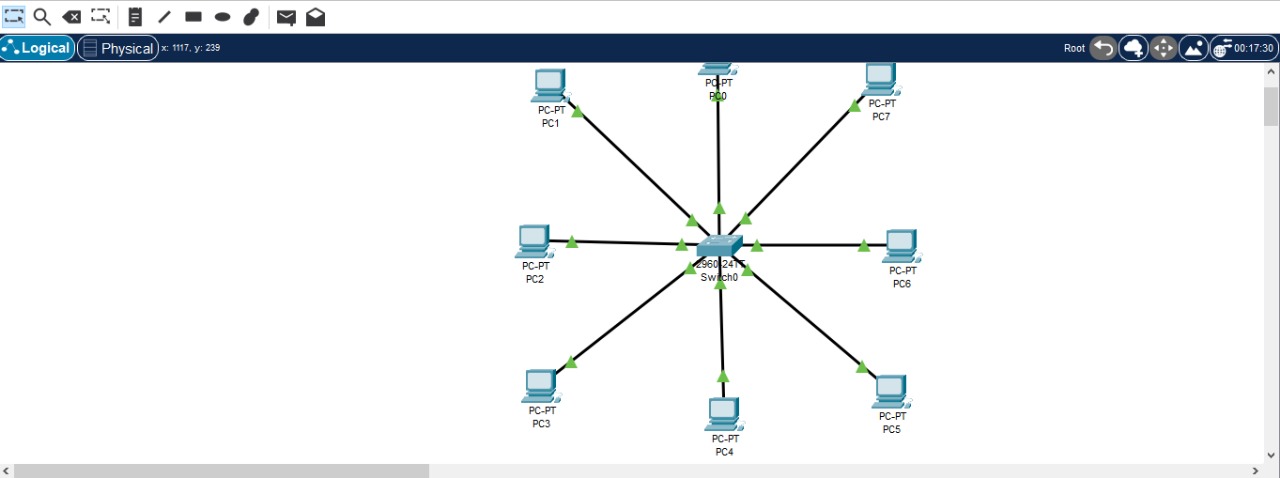 Logical
Physical
x: 1117, y: 239
Root
00:17:30
PC-PT
PC0
PC-PT
PC1
PC-PT
PC7
PC-PT
PC2
2960-24TT
Switch0
PC-PT
PC6
PC-PT
PC3
PC-PT
PC5
PC-PT
PC4